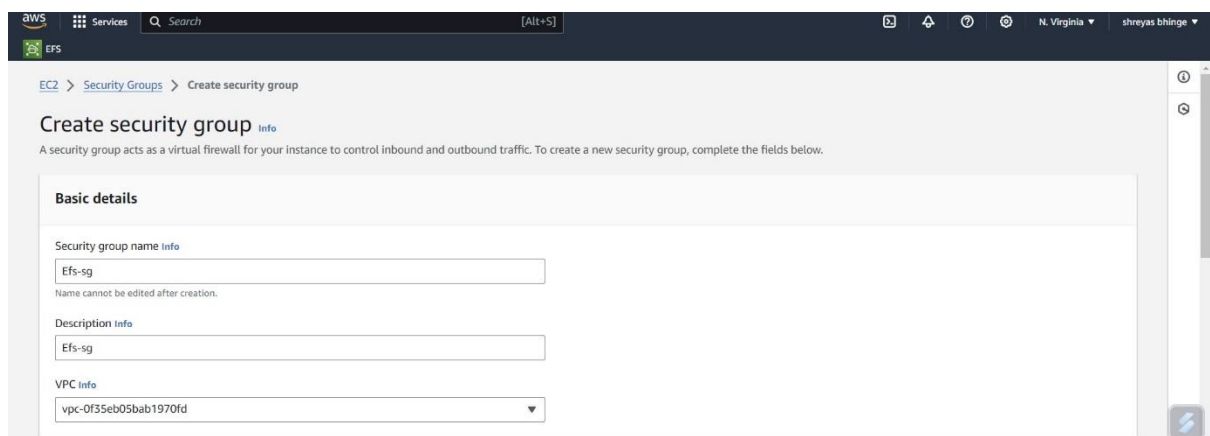 aws Services Search [Alt+S] N. Virginia shreyas bhinge
EFS
EC2 > Security Groups > Create security group
Create security group Info
A security group acts as a virtual firewall for your instance to control inbound and outbound traffic. To create a new security group, complete the fields below.
Basic details
Security group name Info
Efs-sg
Name cannot be edited after creation.
Description Info
Efs-sg
VPC Info
vpc-0f35eb05bab1970fd